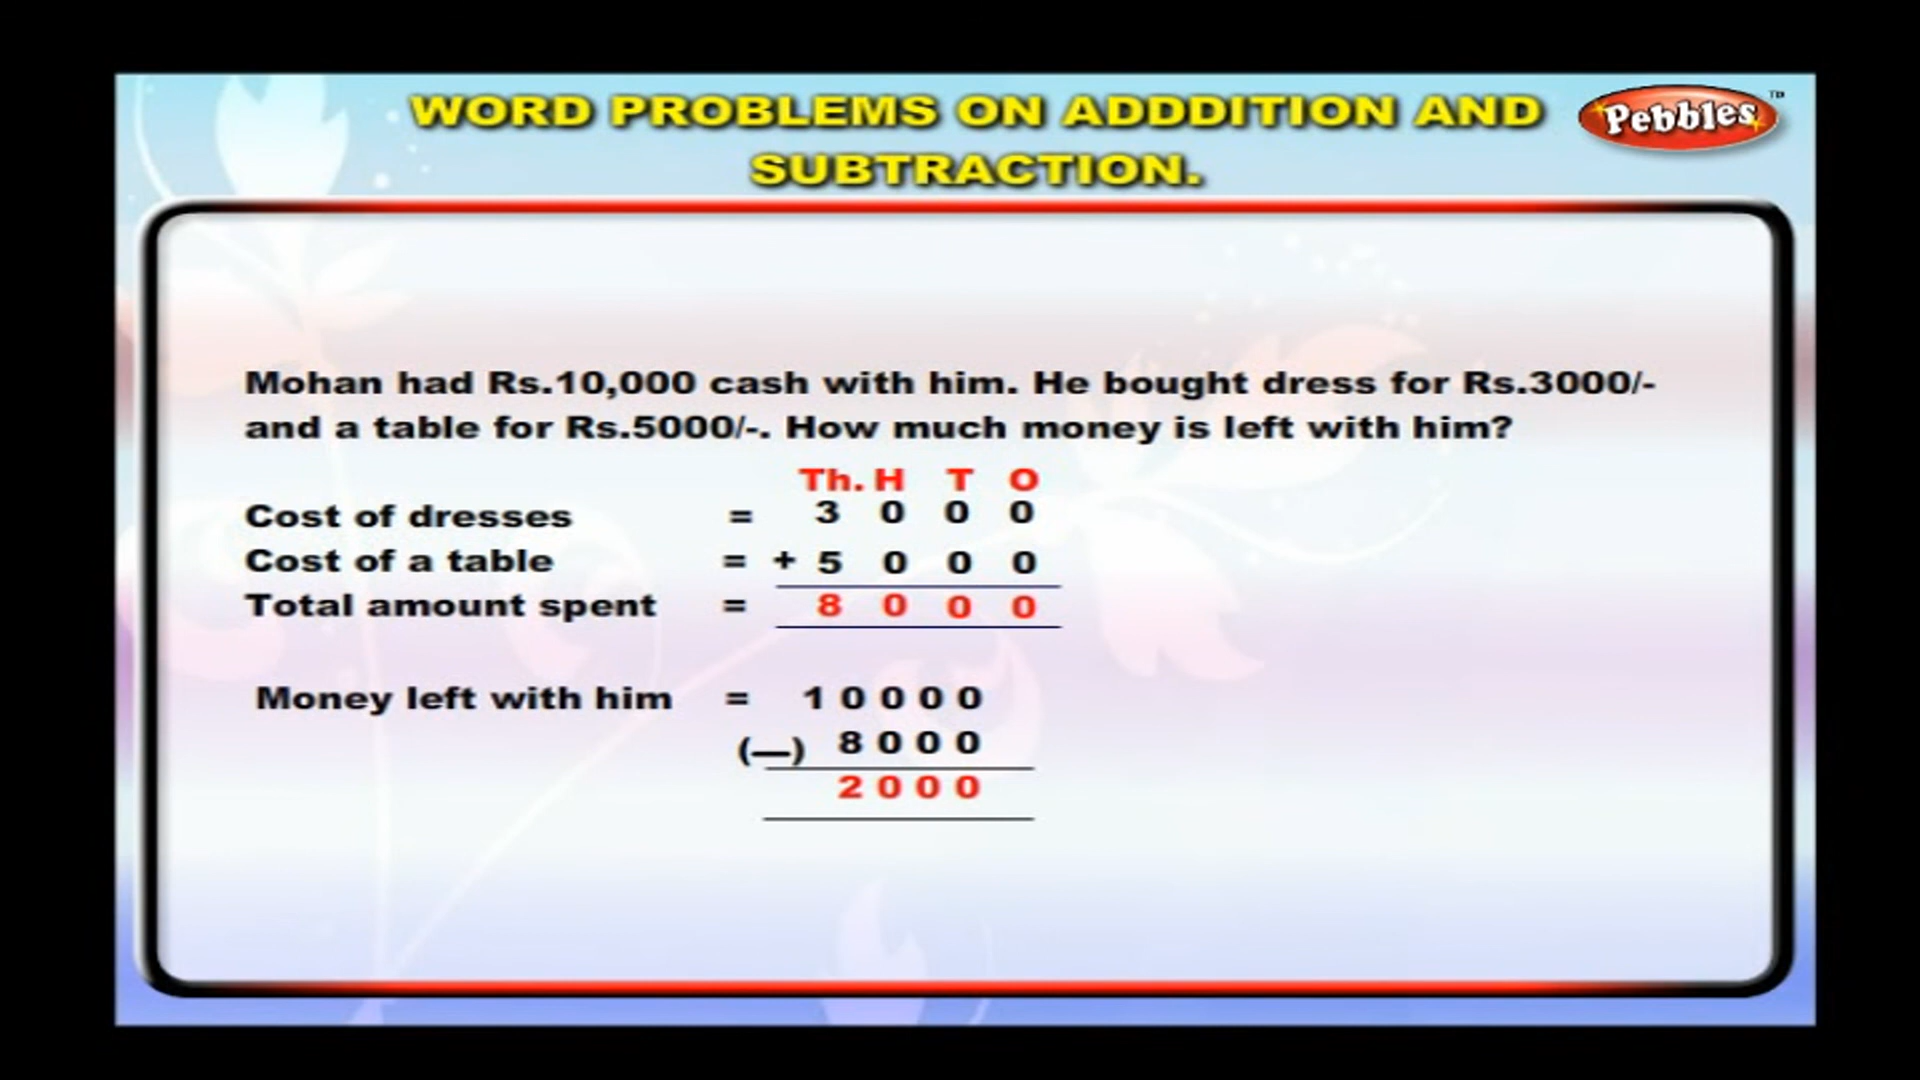 WORD PROBLEMS ON ADDDITION AND
SUBTRACTION.
Pebbles™
Mohan had Rs.10,000 cash with him. He bought dress for Rs.3000/-
and a table for Rs.5000/-. How much money is left with him?
Th. H T O
Cost of dresses = 3 0 0 0
Cost of a table = + 5 0 0 0
Total amount spent = 8 0 0 0
Money left with him = 1 0 0 0 0
(—) 8 0 0 0
2 0 0 0